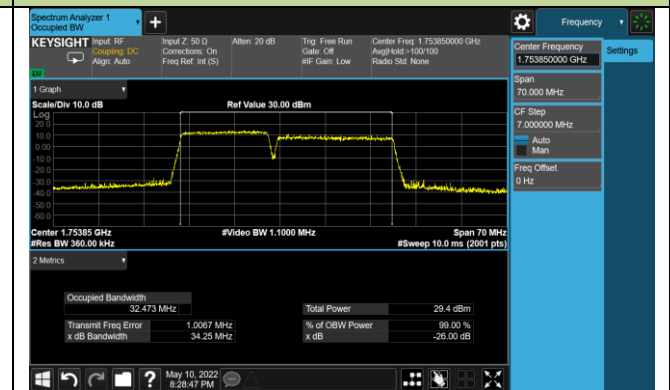 Spectrum Analyzer 1
Occupied BW
Frequency
KEYSIGHT
Input: RF
Coupling: DC
Align: Auto
Input Z: 50 Ω
Corrections: On
Freq Ref: Int (S)
Atten: 20 dB
Trig: Free Run
Gate: Off
#IF Gain: Low
Center Freq: 1.753850000 GHz
Avg|Hold:>100/100
Radio Std: None
Center Frequency
1.753850000 GHz
Settings
Span
70.000 MHz
CF Step
7.000000 MHz
Auto
Man
Freq Offset
0 Hz
1 Graph
Scale/Div 10.0 dB
Ref Value 30.00 dBm
Log
20.0
10.0
0.00
-10.0
-20.0
-30.0
-40.0
-50.0
-60.0
Center 1.75385 GHz
#Video BW 1.1000 MHz
Span 70 MHz
#Res BW 360.00 kHz
#Sweep 10.0 ms (2001 pts)
2 Metrics
Occupied Bandwidth
32.473 MHz
Total Power
29.4 dBm
Transmit Freq Error
1.0067 MHz
% of OBW Power
99.00 %
x dB Bandwidth
34.25 MHz
x dB
-26.00 dB
May 10, 2022
8:28:47 PM